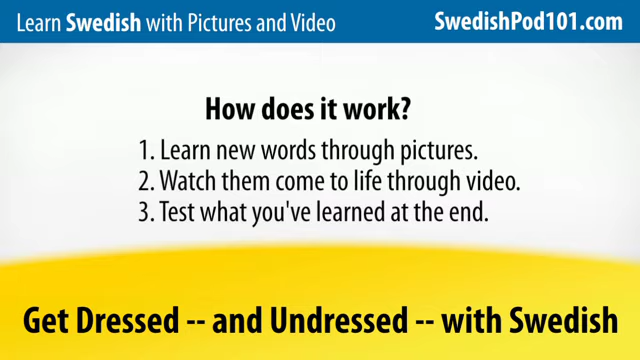 Learn Swedish with Pictures and Video
SwedishPod101.com
How does it work?
1. Learn new words through pictures.
2. Watch them come to life through video.
3. Test what you've learned at the end.
Get Dressed -- and Undressed -- with Swedish